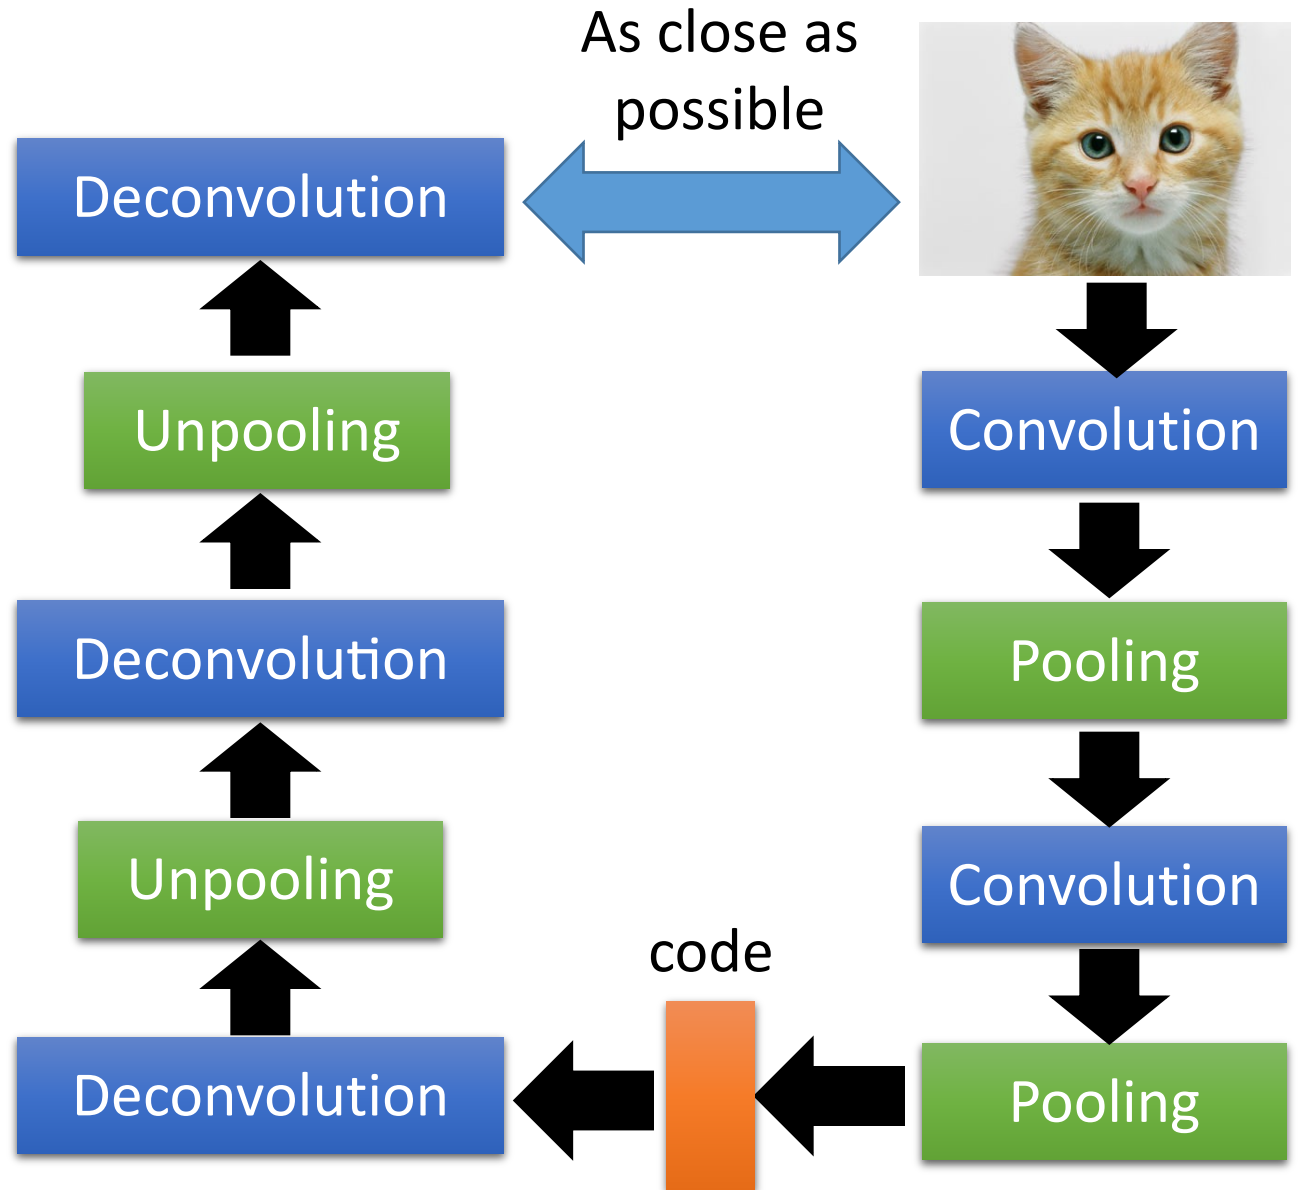 As close as
possible
Deconvolution
Unpooling
Convolution
Deconvolution
Pooling
Unpooling
Convolution
code
Deconvolution
Pooling